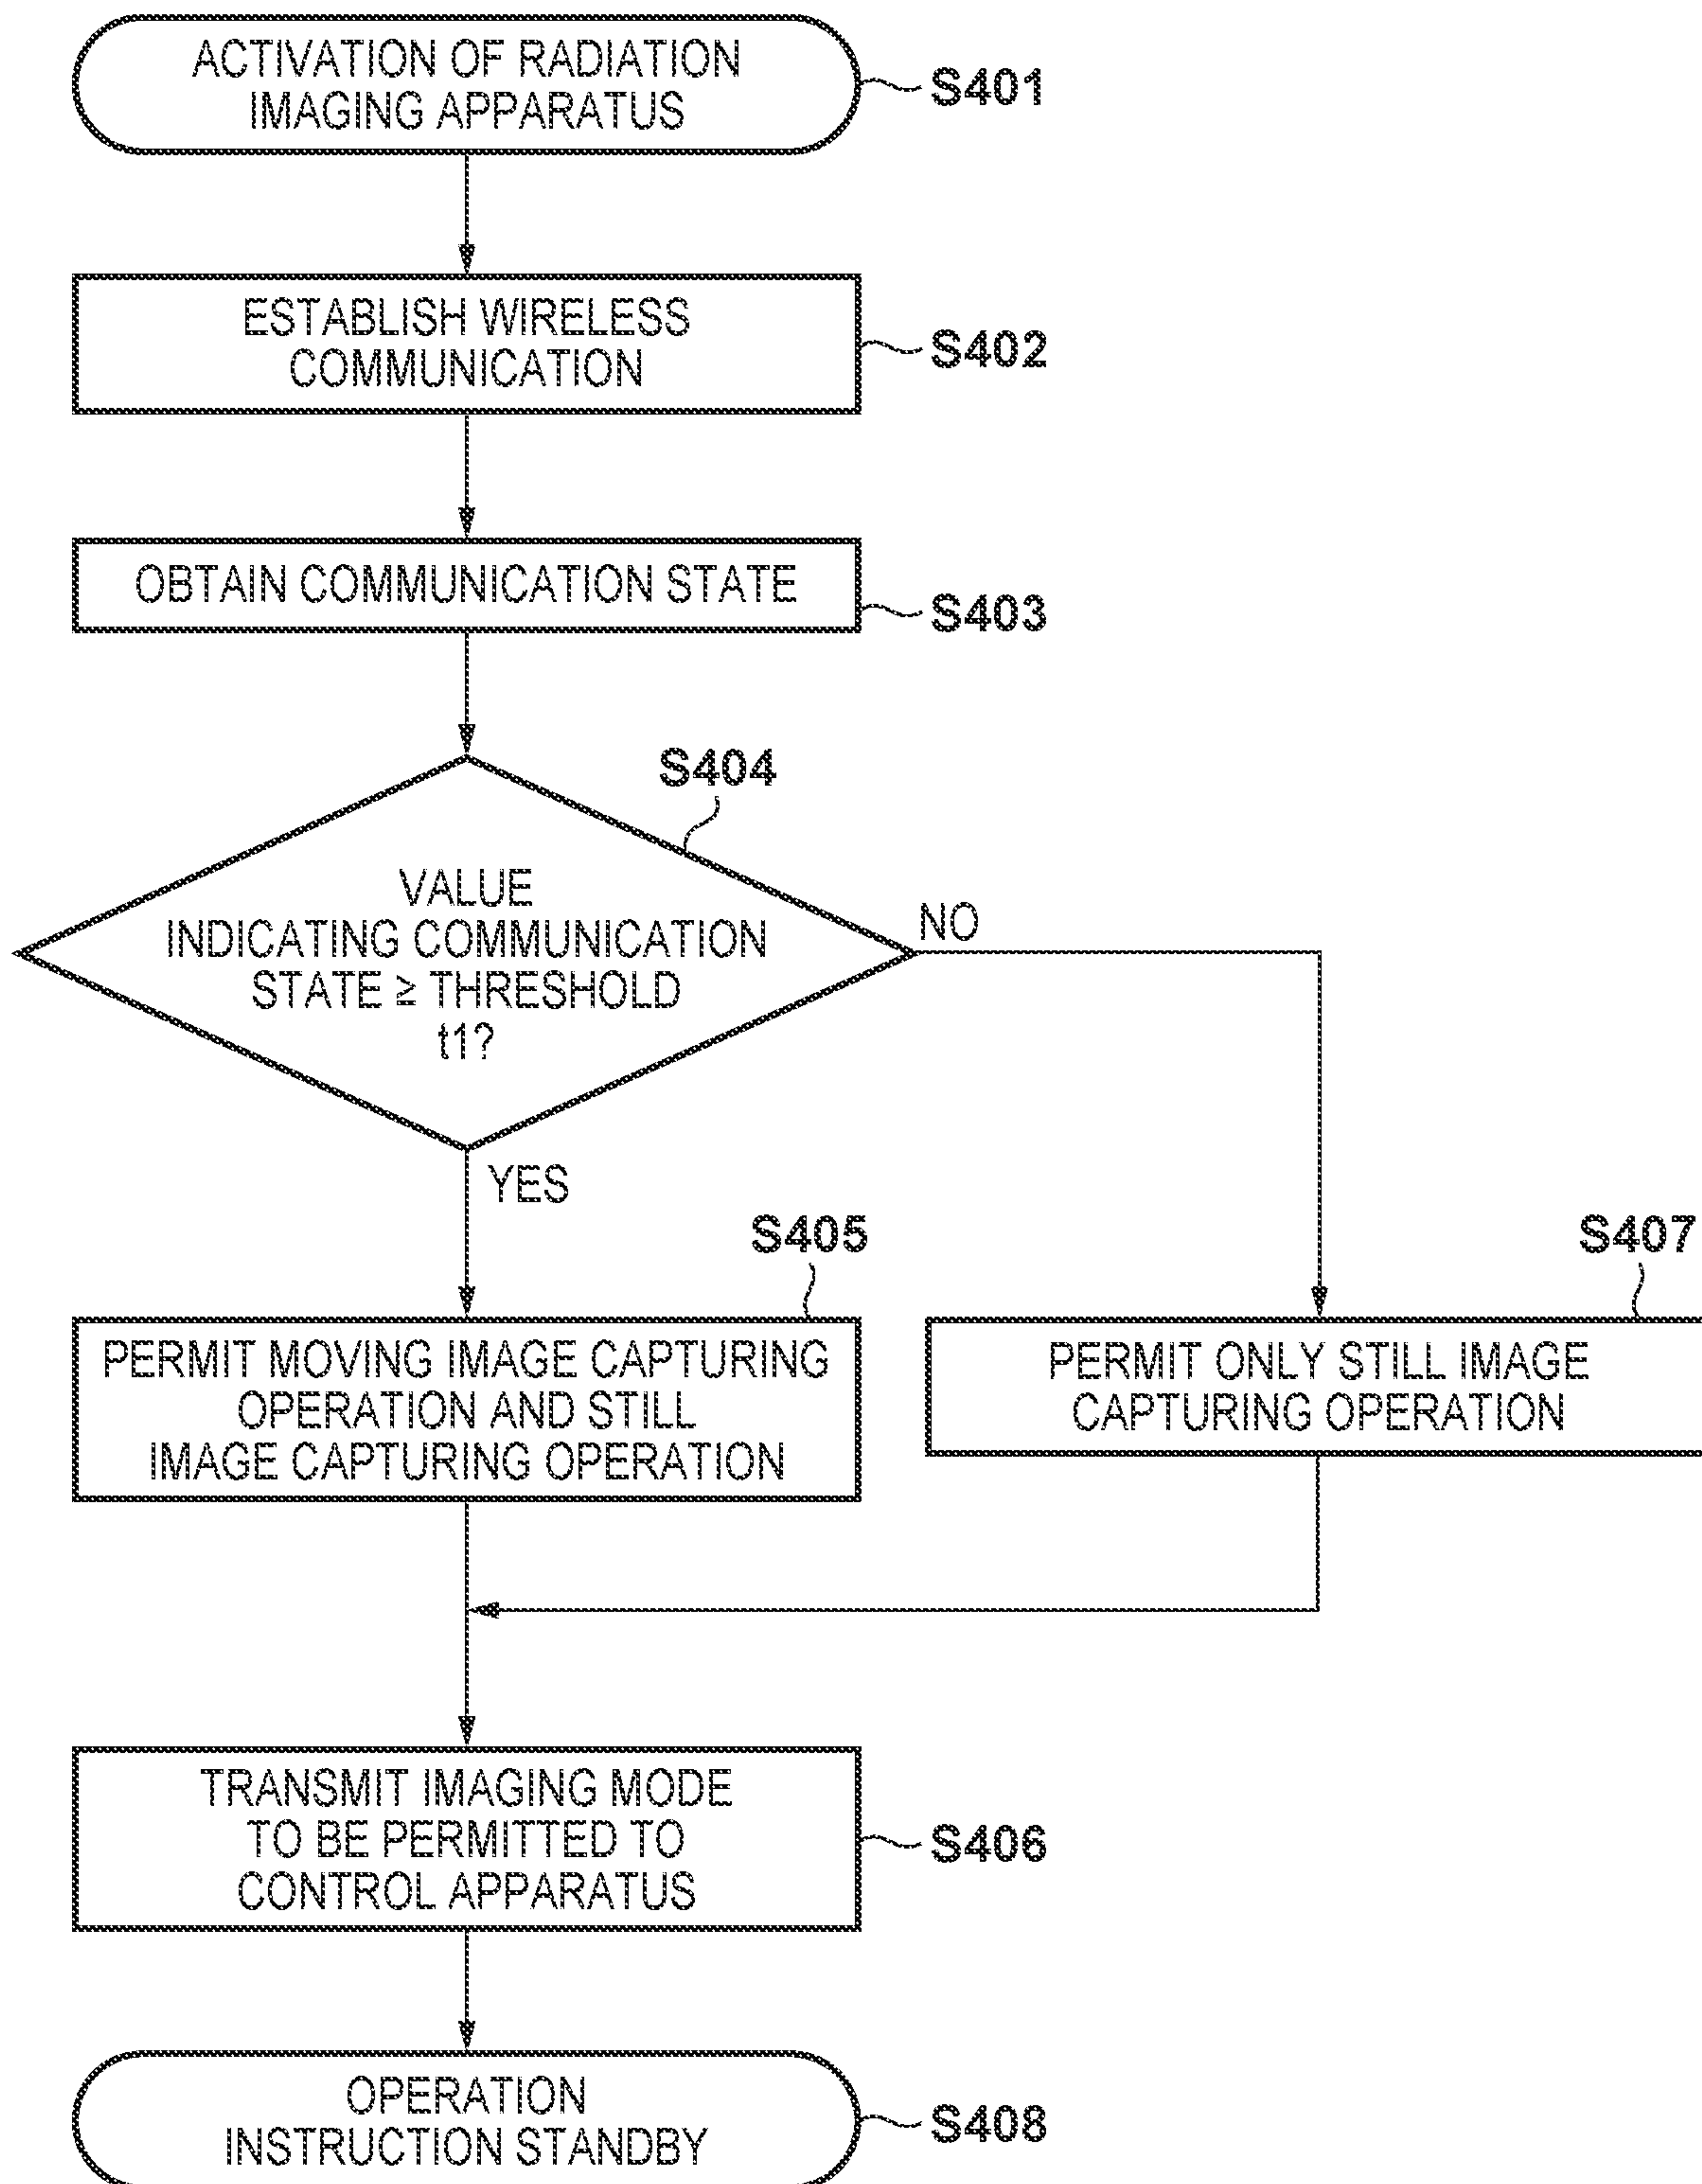 ACTIVATION OF RADIATION
IMAGING APPARATUS
S401
ESTABLISH WIRELESS
COMMUNICATION
S402
OBTAIN COMMUNICATION STATE
S403
S404
VALUE
INDICATING COMMUNICATION
STATE ≥ THRESHOLD
t1?
NO
YES
S405
PERMIT MOVING IMAGE CAPTURING
OPERATION AND STILL
IMAGE CAPTURING OPERATION
S407
PERMIT ONLY STILL IMAGE
CAPTURING OPERATION
TRANSMIT IMAGING MODE
TO BE PERMITTED TO
CONTROL APPARATUS
S406
OPERATION
INSTRUCTION STANDBY
S408